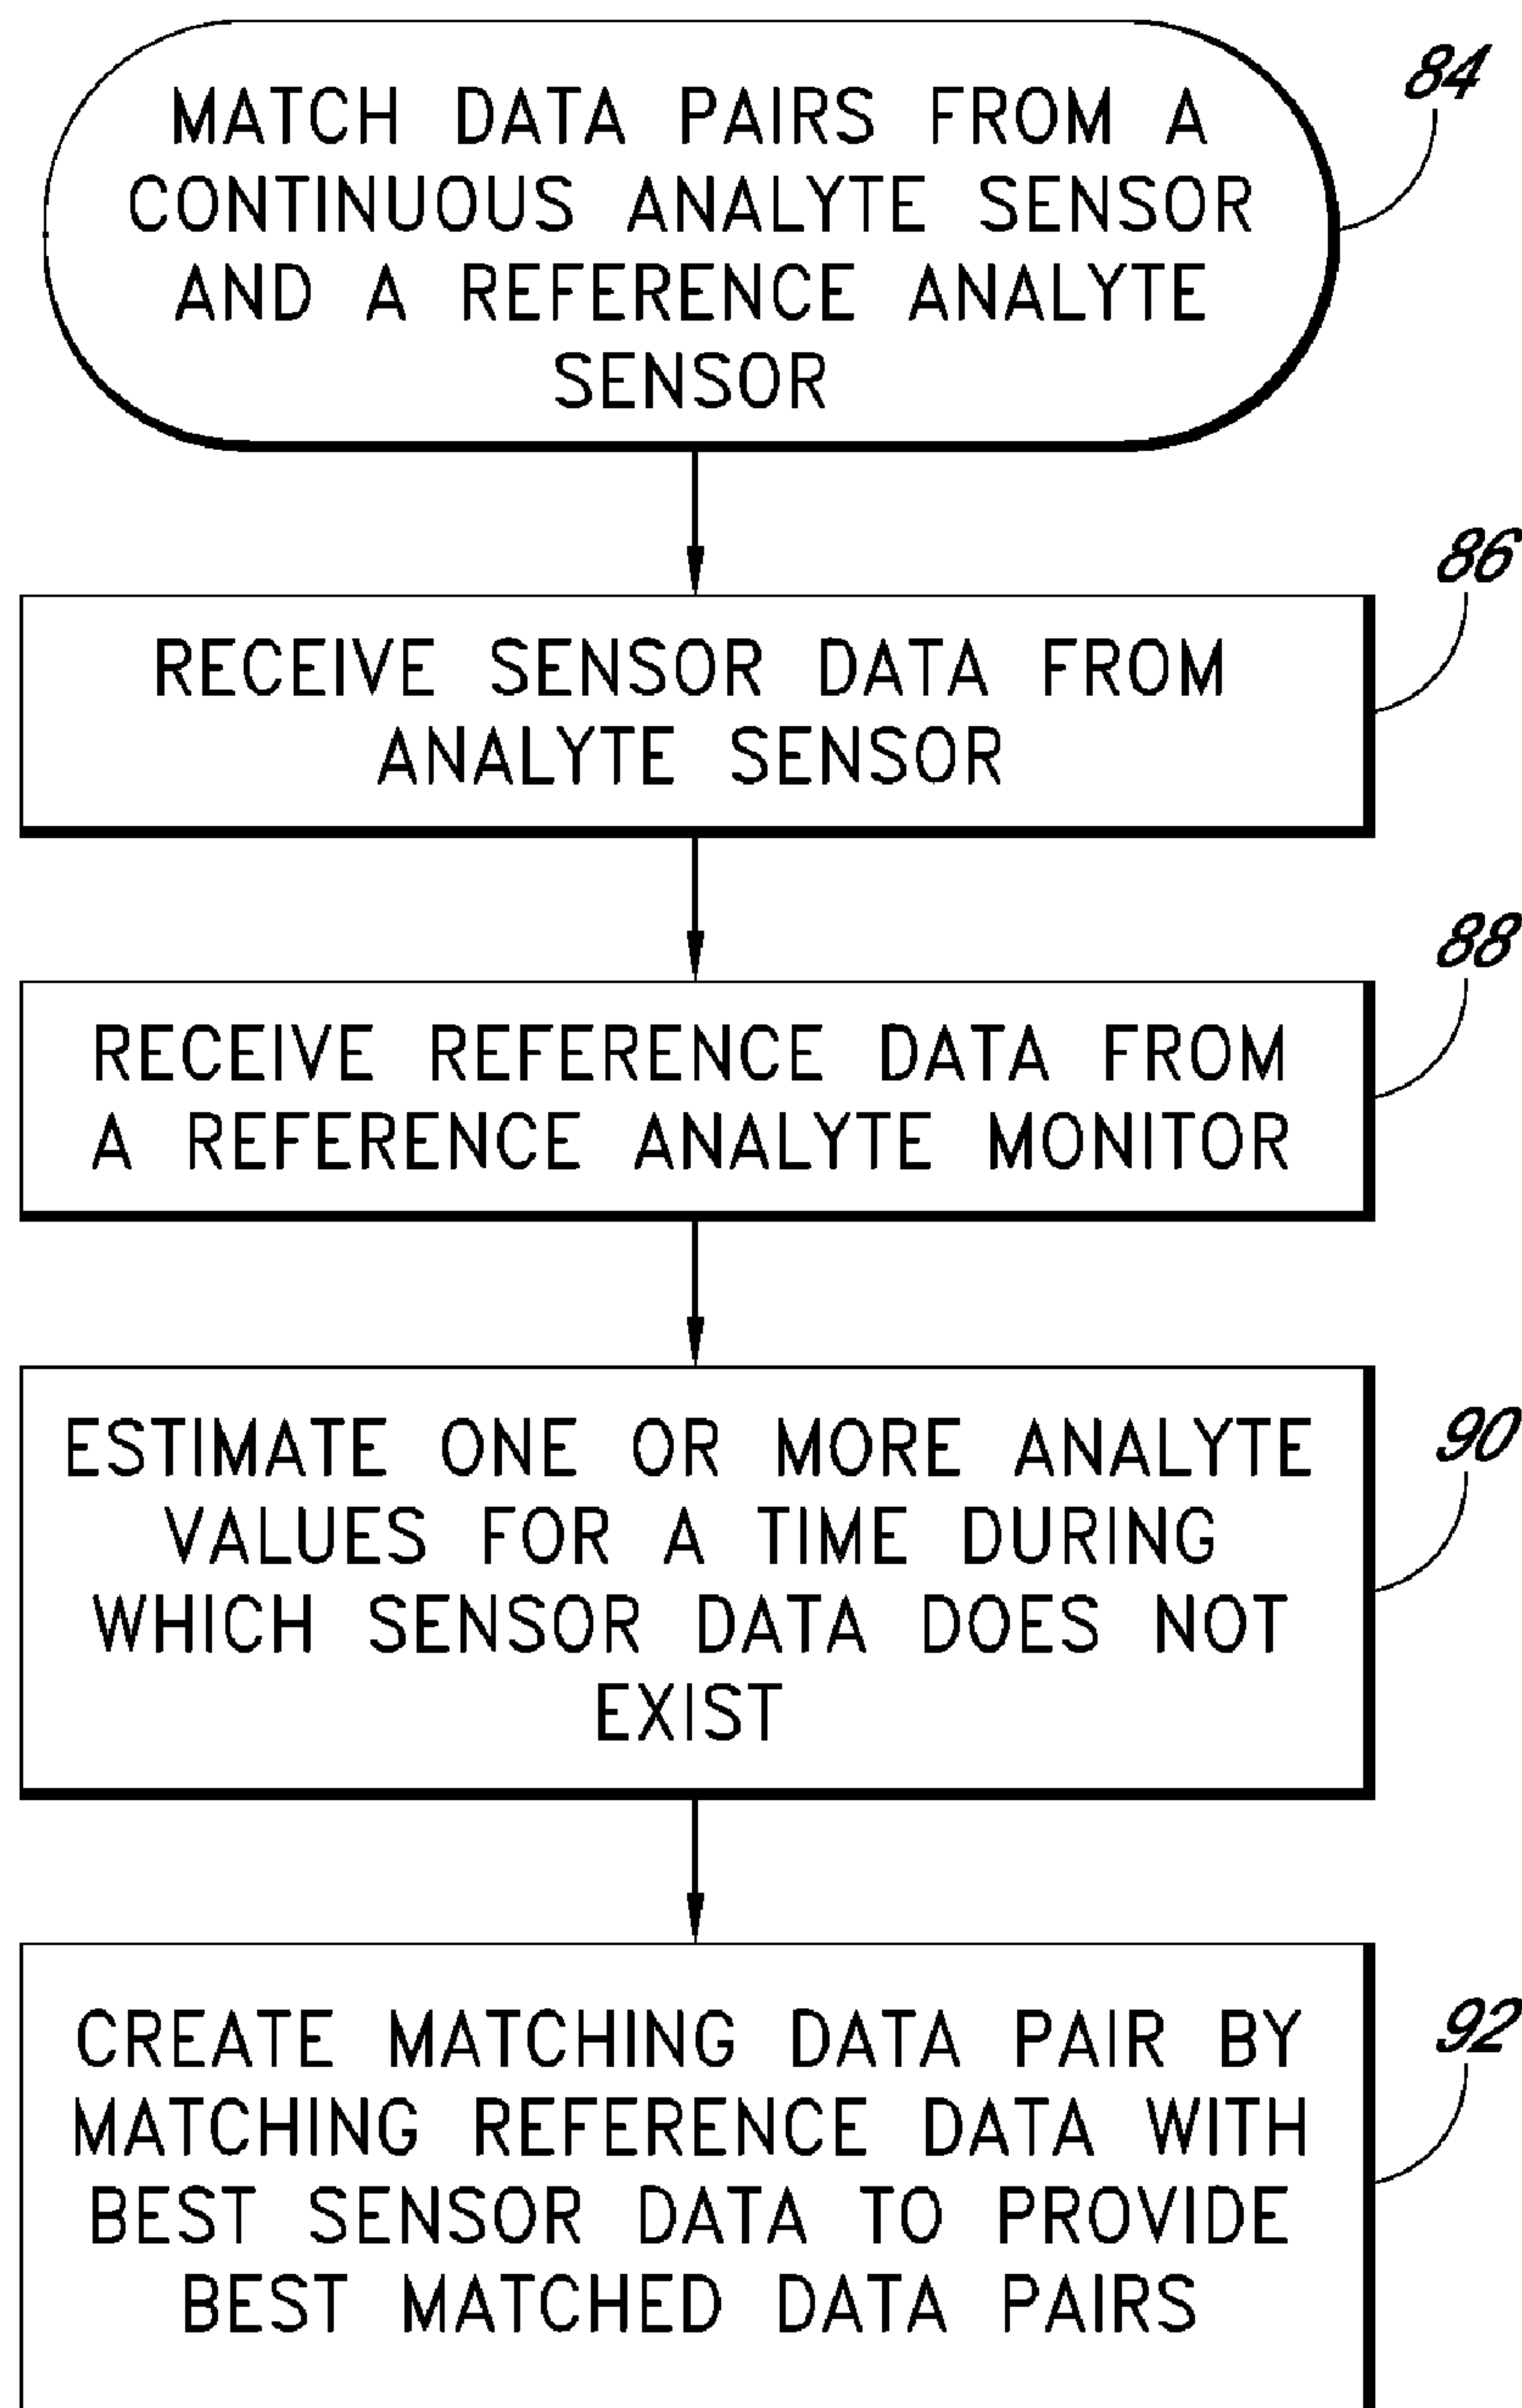 84
MATCH DATA PAIRS FROM A
CONTINUOUS ANALYTE SENSOR
AND A REFERENCE ANALYTE
SENSOR
86
RECEIVE SENSOR DATA FROM
ANALYTE SENSOR
88
RECEIVE REFERENCE DATA FROM
A REFERENCE ANALYTE MONITOR
90
ESTIMATE ONE OR MORE ANALYTE
VALUES FOR A TIME DURING
WHICH SENSOR DATA DOES NOT
EXIST
92
CREATE MATCHING DATA PAIR BY
MATCHING REFERENCE DATA WITH
BEST SENSOR DATA TO PROVIDE
BEST MATCHED DATA PAIRS